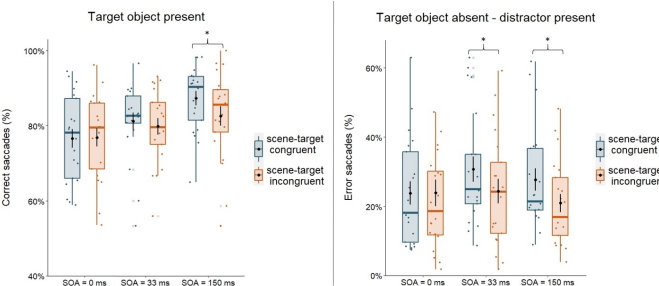 Target object present
Correct saccades (%)
100%
80%
60%
40%
*
SOA = 0 ms
SOA = 33 ms
SOA = 150 ms
scene-target
congruent
scene-target
incongruent
Target object absent - distractor present
Error saccades (%)
60%
40%
20%
0%
*
*
SOA = 0 ms
SOA = 33 ms
SOA = 150 ms
scene-target
congruent
scene-target
incongruent